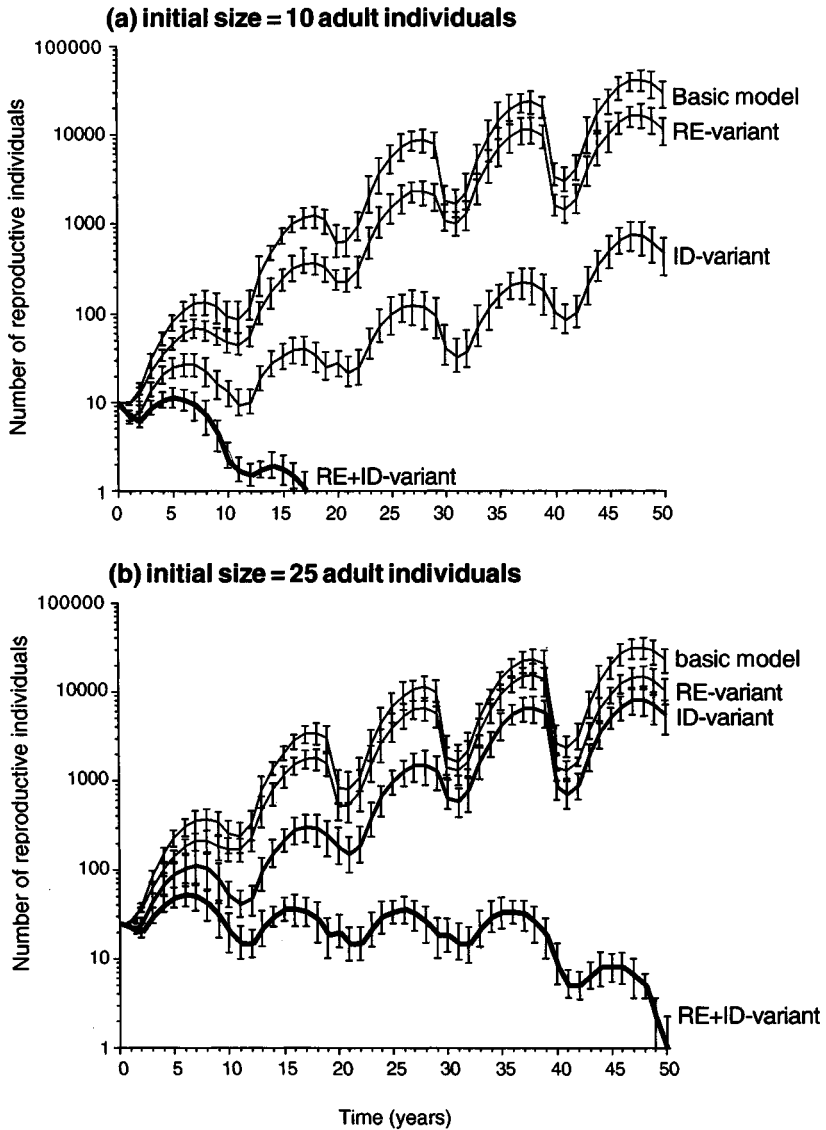 (a) initial size = 10 adult individuals
100000
10000
1000
100
10
1
Number of reproductive individuals
Basic model
RE-variant
ID-variant
RE+ID-variant
0 5 10 15 20 25 30 35 40 45 50
(b) initial size = 25 adult individuals
100000
10000
1000
100
10
1
Number of reproductive individuals
basic model
RE-variant
ID-variant
RE+ID-variant
0 5 10 15 20 25 30 35 40 45 50
Time (years)